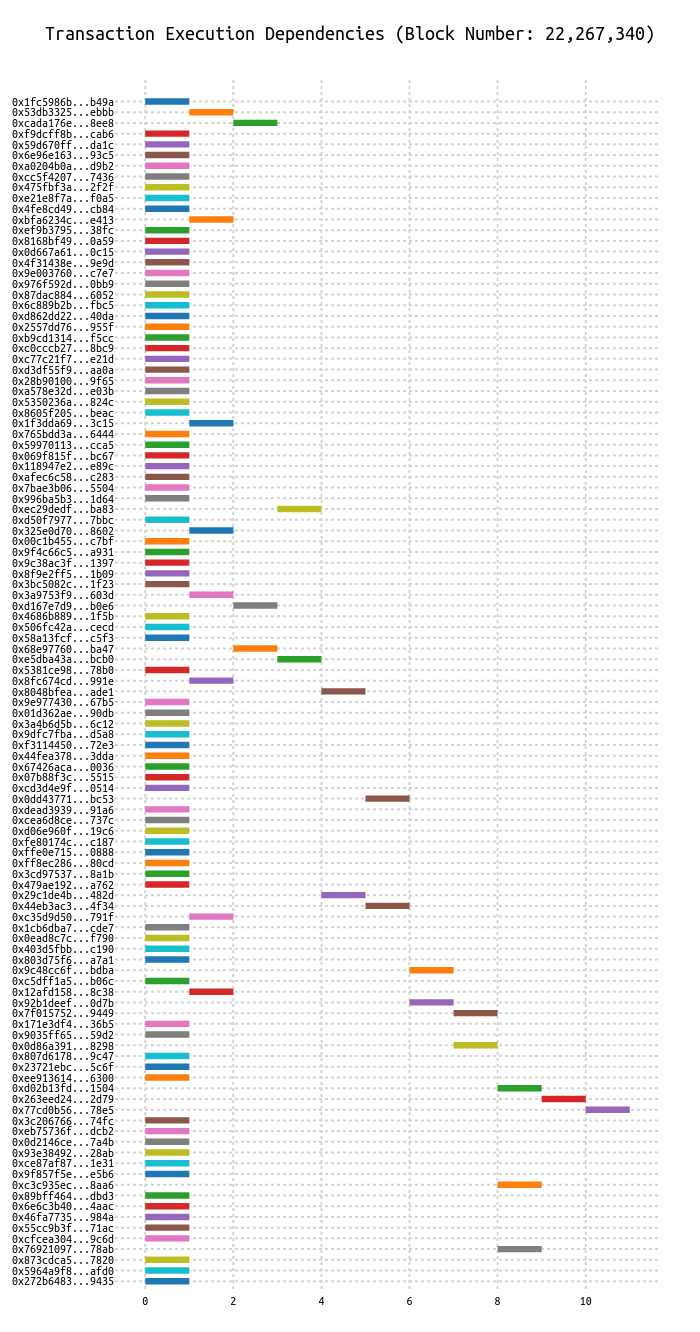 Transaction Execution Dependencies (Block Number: 22,267,340)
0x1fc5986b...b49a
0x53db3325...ebbb
0xcada176e...8ee8
0xf9dcff8b...cab6
0x59d670ff...da1c
0x6e96e163...93c5
0xa0204b0a...d9b2
0xcc5f4207...7436
0x475fbf3a...2f2f
0xe21e8f7a...f0a5
0x4fe8cd49...cb84
0xbfa6234c...e413
0xef9b3795...38fc
0x8168bf49...0a59
0x0d667a61...0c15
0x4f31438e...9e9d
0x9e003760...c7e7
0x976f592d...0bb9
0x87dac884...6052
0x6c889b2b...fbc5
0xd862dd22...40da
0x2557dd76...955f
0xb9cd1314...f5cc
0xc0cccb27...8bc9
0xc77c21f7...e21d
0xd3df55f9...aa0a
0x28b90100...9f65
0xa578e32d...e03b
0x5350236a...824c
0x8605f205...beac
0x1f3dda69...3c15
0x765bdd3a...6444
0x59970113...cca5
0x069f815f...bc67
0x118947e2...e89c
0xafec6c58...c283
0x7bae3b06...5504
0x996ba5b3...1d64
0xec29dedf...ba83
0xd50f7977...7bbc
0x325e0d70...8602
0x00c1b455...c7bf
0x9f4c66c5...a931
0x9c38ac3f...1397
0x8f9e2ff5...1b09
0x3bc5082c...1f23
0x3a9753f9...603d
0xd167e7d9...b0e6
0x4686b889...1f5b
0x506fc42a...cecd
0x58a13fcf...c5f3
0x68e97760...ba47
0xe5dba43a...bcb0
0x5381ce98...78b0
0x8fc674cd...991e
0x8048bfea...ade1
0x9e977430...67b5
0x01d362ae...90db
0x3a4b6d5b...6c12
0x9dfc7fba...d5a8
0xf3114450...72e3
0x44fea378...3dda
0x67426aca...0036
0x07b88f3c...5515
0xcd3d4e9f...0514
0x0dd43771...bc53
0xdead3939...91a6
0xcea6d8ce...737c
0xd06e960f...19c6
0xfe80174c...c187
0xffe0e715...0888
0xff8ec286...80cd
0x3cd97537...8a1b
0x479ae192...a762
0x29c1de4b...482d
0x44eb3ac3...4f34
0xc35d9d50...791f
0x1cb6dba7...cde7
0x0ead8c7c...f790
0x403d5fbb...c190
0x803d75f6...a7a1
0x9c48cc6f...bdba
0xc5dff1a5...b06c
0x12afd158...8c38
0x92b1deef...0d7b
0x7f015752...9449
0x171e3df4...36b5
0x9035ff65...59d2
0x0d86a391...8298
0x807d6178...9c47
0x23721ebc...5c6f
0xee913614...6300
0xd02b13fd...1504
0x263eed24...2d79
0x77cd0b56...78e5
0x3c206766...74fc
0xeb75736f...dcb2
0x0d2146ce...7a4b
0x93e38492...28ab
0xce87af87...1e31
0x9f857f5e...e5b6
0xc3c935ec...8aa6
0x89bff464...dbd3
0x6e6c3b40...4aac
0x46fa7735...984a
0x55cc9b3f...71ac
0xcfcea304...9c6d
0x76921097...78ab
0x873cdca5...7820
0x5964a9f8...afd0
0x272b6483...9435
0 2 4 6 8 10